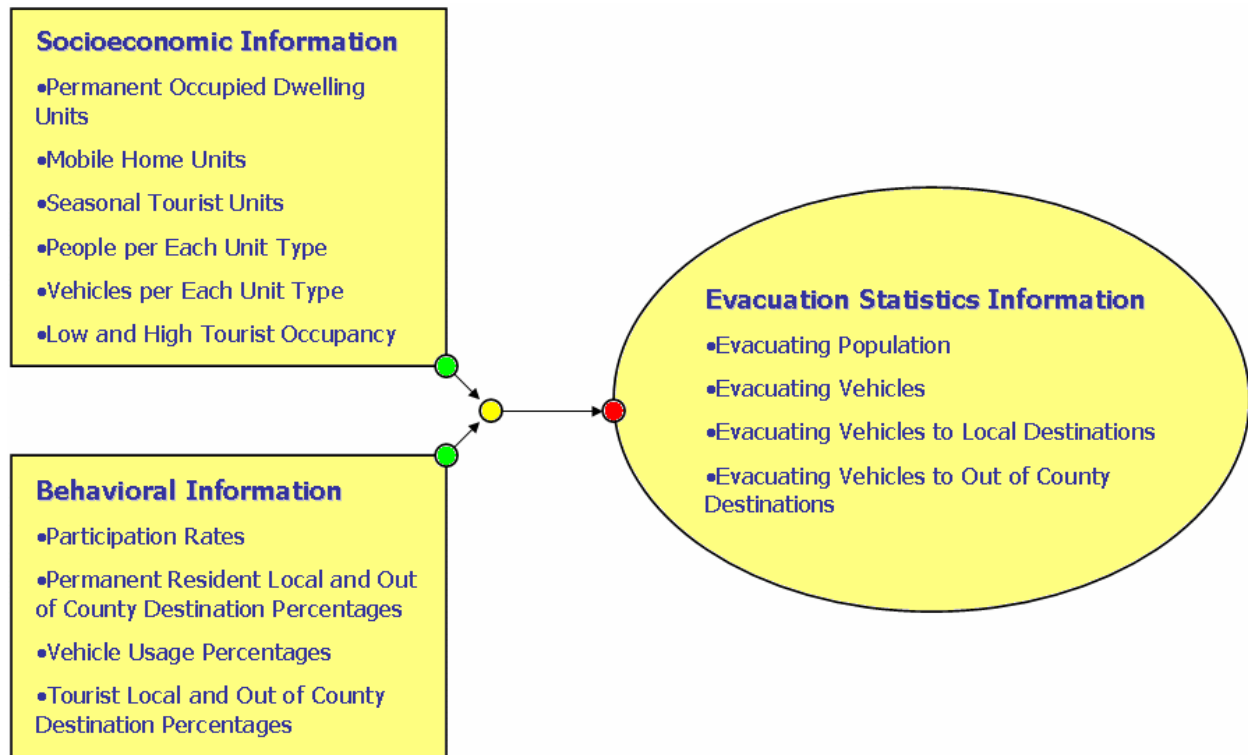 Socioeconomic Information
•Permanent Occupied Dwelling
Units
•Mobile Home Units
•Seasonal Tourist Units
•People per Each Unit Type
•Vehicles per Each Unit Type
•Low and High Tourist Occupancy
Behavioral Information
•Participation Rates
•Permanent Resident Local and Out
of County Destination Percentages
•Vehicle Usage Percentages
•Tourist Local and Out of County
Destination Percentages
Evacuation Statistics Information
•Evacuating Population
•Evacuating Vehicles
•Evacuating Vehicles to Local Destinations
•Evacuating Vehicles to Out of County
Destinations